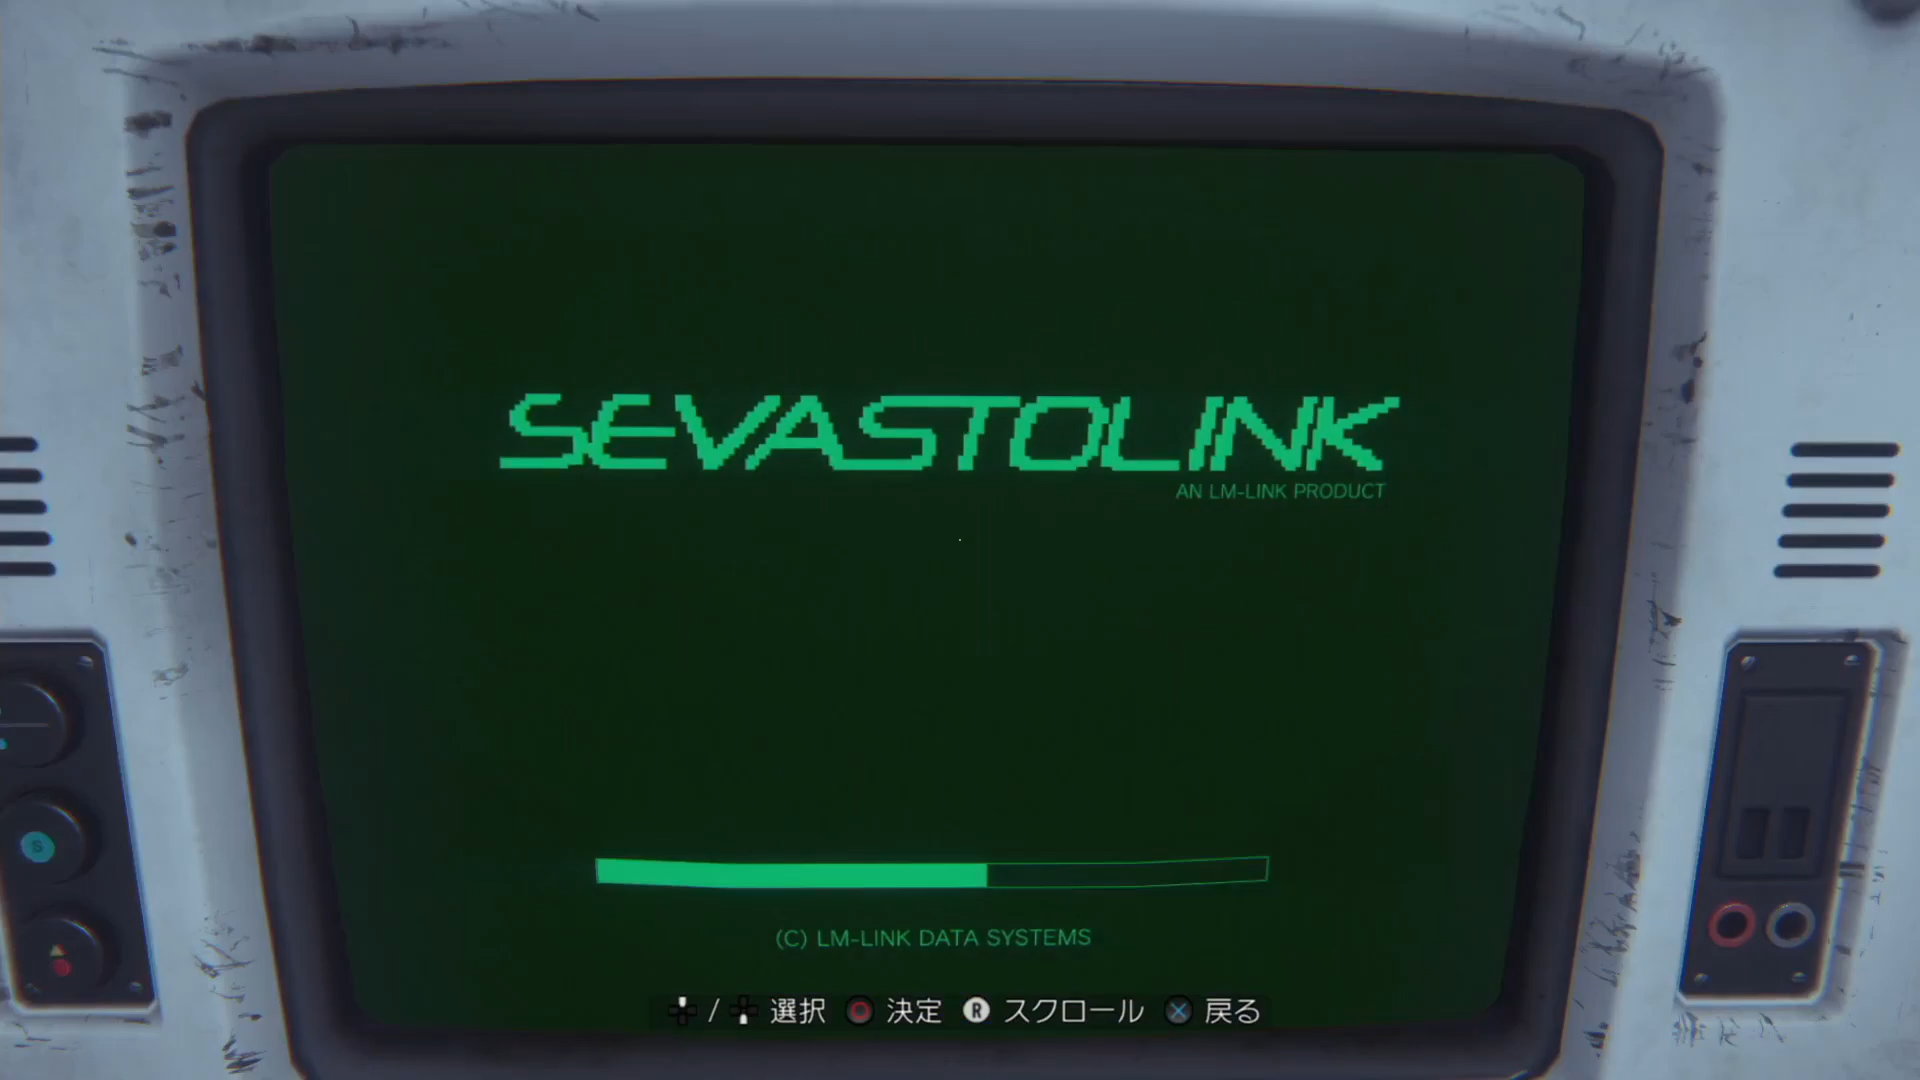 SEVASTOLINK
AN LM-LINK PRODUCT
(C) LM-LINK DATA SYSTEMS
/ 選択 決定 R スクロール 戻る
S